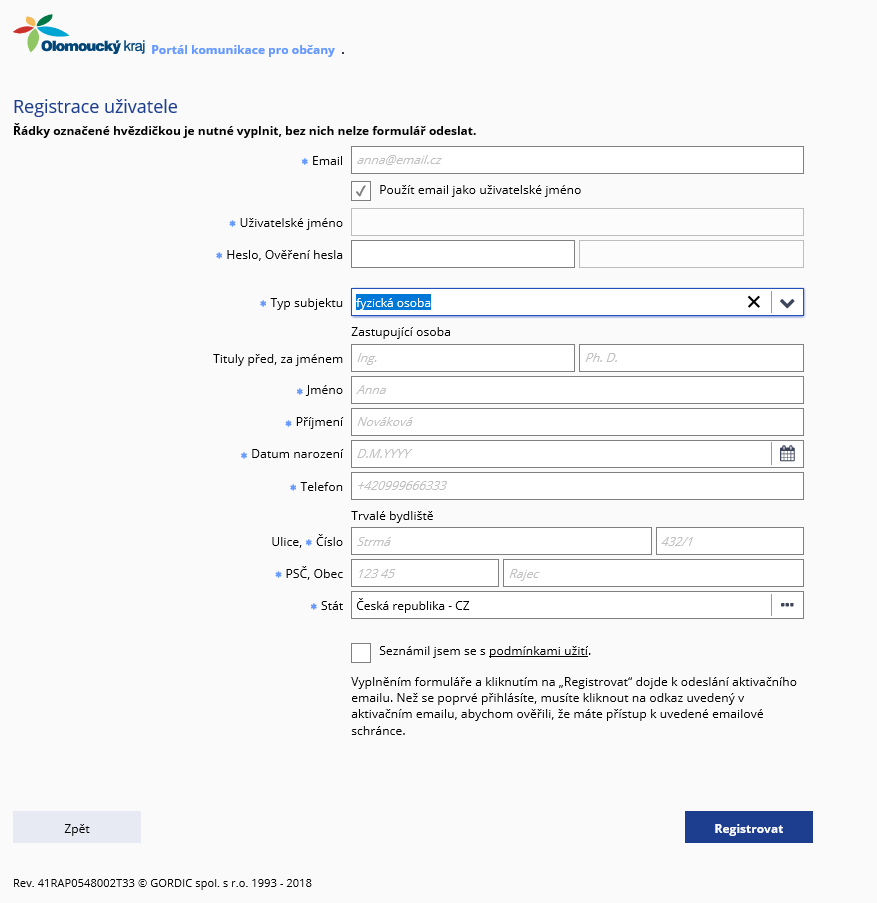 Olomoucký kraj Portál komunikace pro občany .
Registrace uživatele
Řádky označené hvězdičkou je nutné vyplnit, bez nich nelze formulář odeslat.
* Email anna@email.cz
✓ Použít email jako uživatelské jméno
* Uživatelské jméno
* Heslo, Ověření hesla
* Typ subjektu fyzická osoba
Zastupující osoba
Tituly před, za jménem Ing. Ph. D.
* Jméno Anna
* Příjmení Nováková
* Datum narození D.M.YYYY
* Telefon +420999666333
Trvalé bydliště
Ulice, * Číslo Strmá 432/1
* PSČ, Obec 123 45 Rajec
* Stát Česká republika - CZ
Seznámil jsem se s podmínkami užití.
Vyplněním formuláře a kliknutím na „Registrovat“ dojde k odeslání aktivačního
emailu. Než se poprvé přihlásíte, musíte kliknout na odkaz uvedený v
aktivačním emailu, abychom ověřili, že máte přístup k uvedené emailové
schránce.
Zpět Registrovat
Rev. 41RAP0548002T33 © GORDIC spol. s r.o. 1993 - 2018